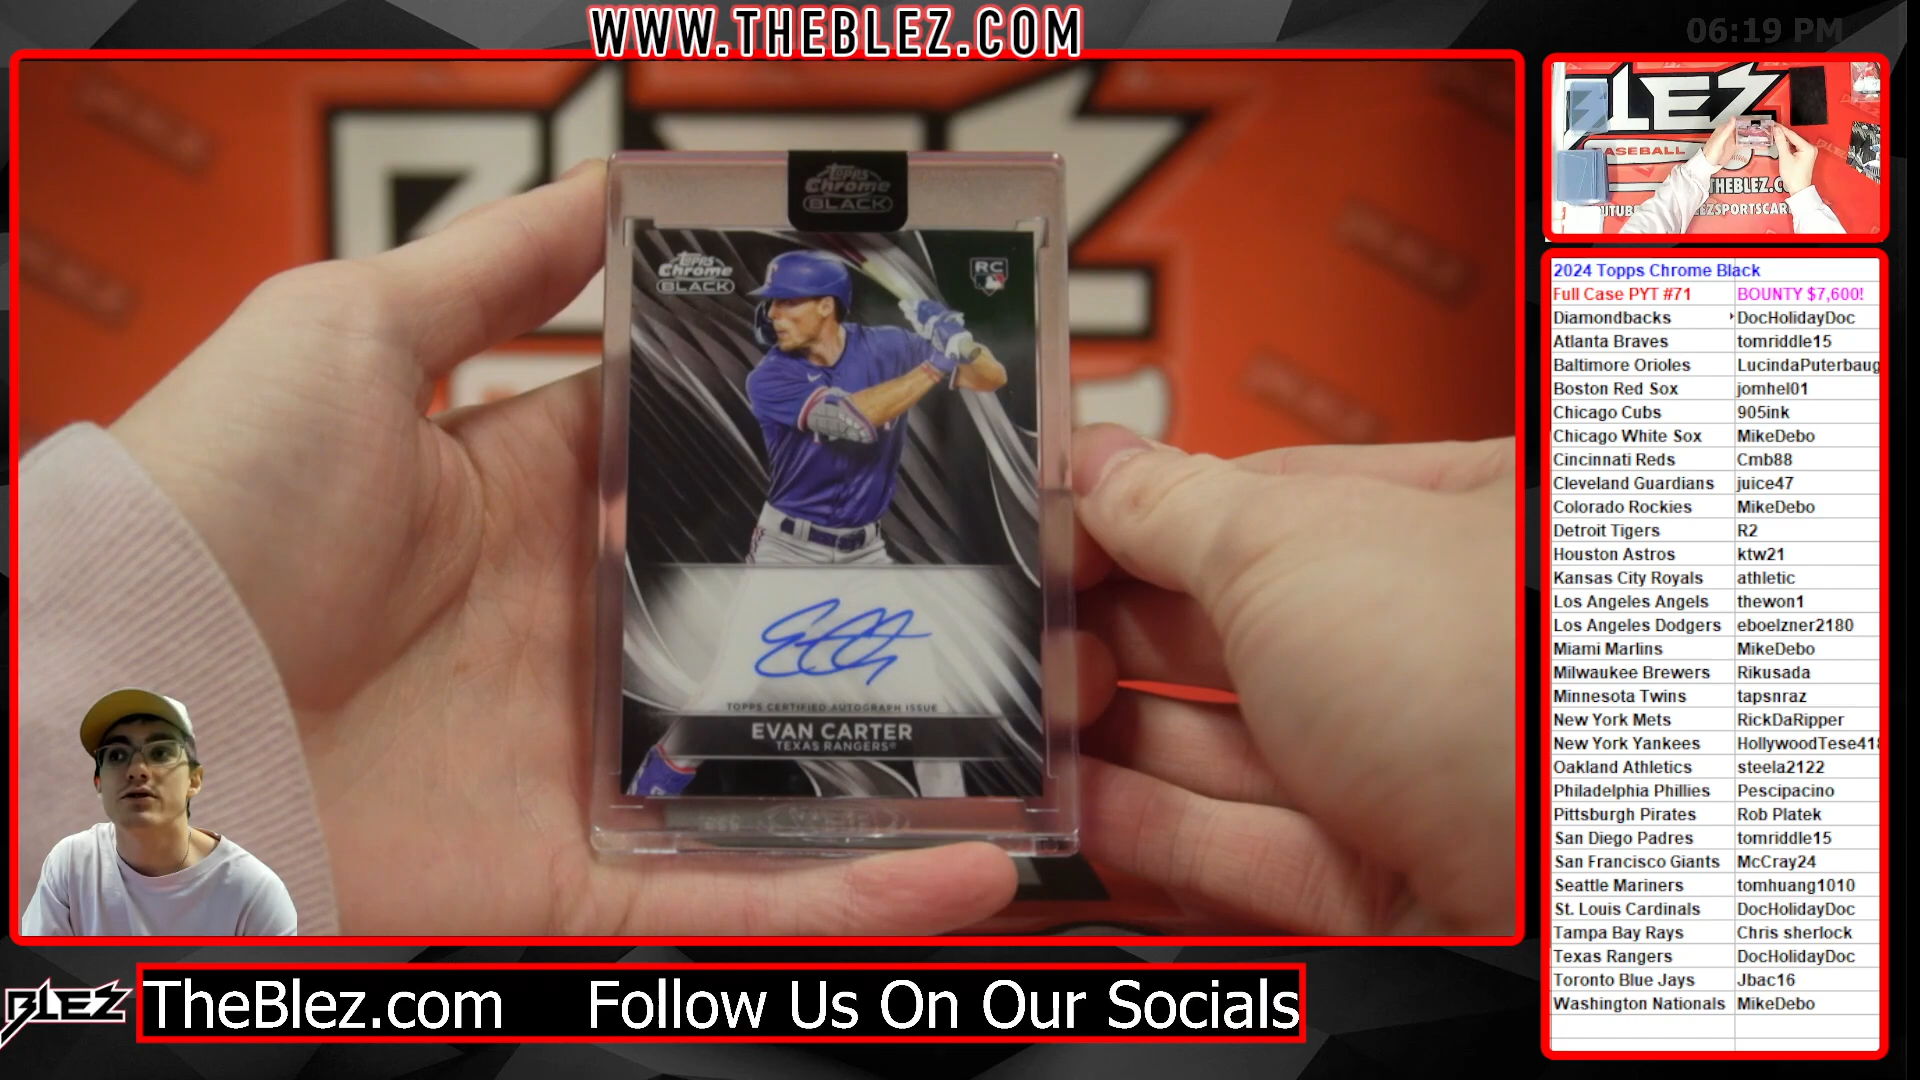 WWW.THEBLEZ.COM
06:19 PM
Topps
Chrome
BLACK
Topps
Chrome
BLACK
RC
TOPPS CERTIFIED AUTOGRAPH ISSUE
EVAN CARTER
TEXAS RANGERS®
BLEZ
BASEBALL
THEBLEZ.CO
2024 Topps Chrome Black
Full Case PYT #71 BOUNTY $7,600!
Diamondbacks DocHolidayDoc
Atlanta Braves tomriddle15
Baltimore Orioles LucindaPuterbaug
Boston Red Sox jomhel01
Chicago Cubs 905ink
Chicago White Sox MikeDebo
Cincinnati Reds Cmb88
Cleveland Guardians juice47
Colorado Rockies MikeDebo
Detroit Tigers R2
Houston Astros ktw21
Kansas City Royals athletic
Los Angeles Angels thewon1
Los Angeles Dodgers eboelzner2180
Miami Marlins MikeDebo
Milwaukee Brewers Rikusada
Minnesota Twins tapsnraz
New York Mets RickDaRipper
New York Yankees HollywoodTese418
Oakland Athletics steela2122
Philadelphia Phillies Pescipacino
Pittsburgh Pirates Rob Platek
San Diego Padres tomriddle15
San Francisco Giants McCray24
Seattle Mariners tomhuang1010
St. Louis Cardinals DocHolidayDoc
Tampa Bay Rays Chris sherlock
Texas Rangers DocHolidayDoc
Toronto Blue Jays Jbac16
Washington Nationals MikeDebo
BLEZ
TheBlez.com Follow Us On Our Socials